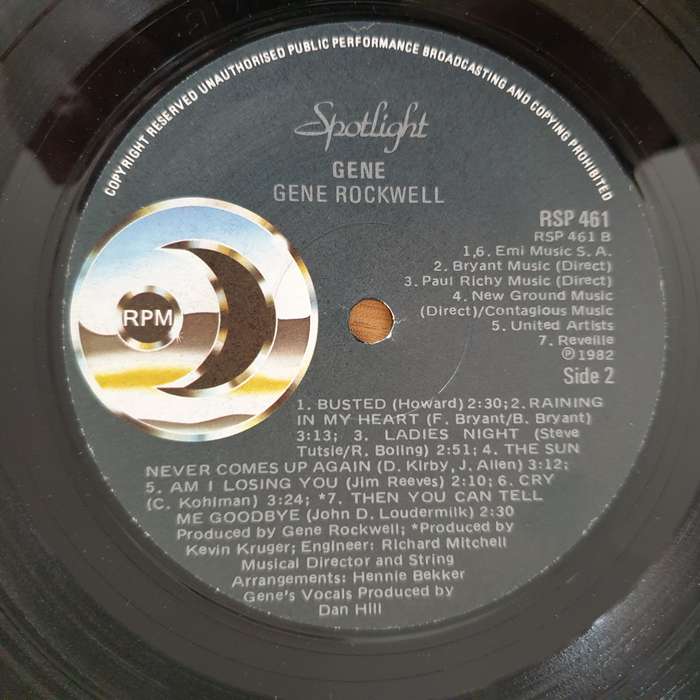 COPYRIGHT RESERVED UNAUTHORISED PUBLIC PERFORMANCE BROADCASTING AND COPYING PROHIBITED
Spotlight
GENE
GENE ROCKWELL
RSP 461
RSP 461 B
1,6. Emi Music S. A.
2. Bryant Music (Direct)
3. Paul Richy Music (Direct)
4. New Ground Music
(Direct)/Contagious Music
5. United Artists
7. Reveille
℗ 1982
Side 2
RPM
1. BUSTED (Howard) 2:30; 2. RAINING
IN MY HEART (F. Bryant/B. Bryant)
3:13; 3. LADIES NIGHT (Steve
Tutsie/R. Boling) 2:51; 4. THE SUN
NEVER COMES UP AGAIN (D. Kirby, J. Allen) 3:12;
5. AM I LOSING YOU (Jim Reeves) 2:10; 6. CRY
(C. Kohlman) 3:24; *7. THEN YOU CAN TELL
ME GOODBYE (John D. Loudermilk) 2:30
Produced by Gene Rockwell; *Produced by
Kevin Kruger; Engineer: Richard Mitchell
Musical Director and String
Arrangements: Hennie Bekker
Gene's Vocals Produced by
Dan Hill